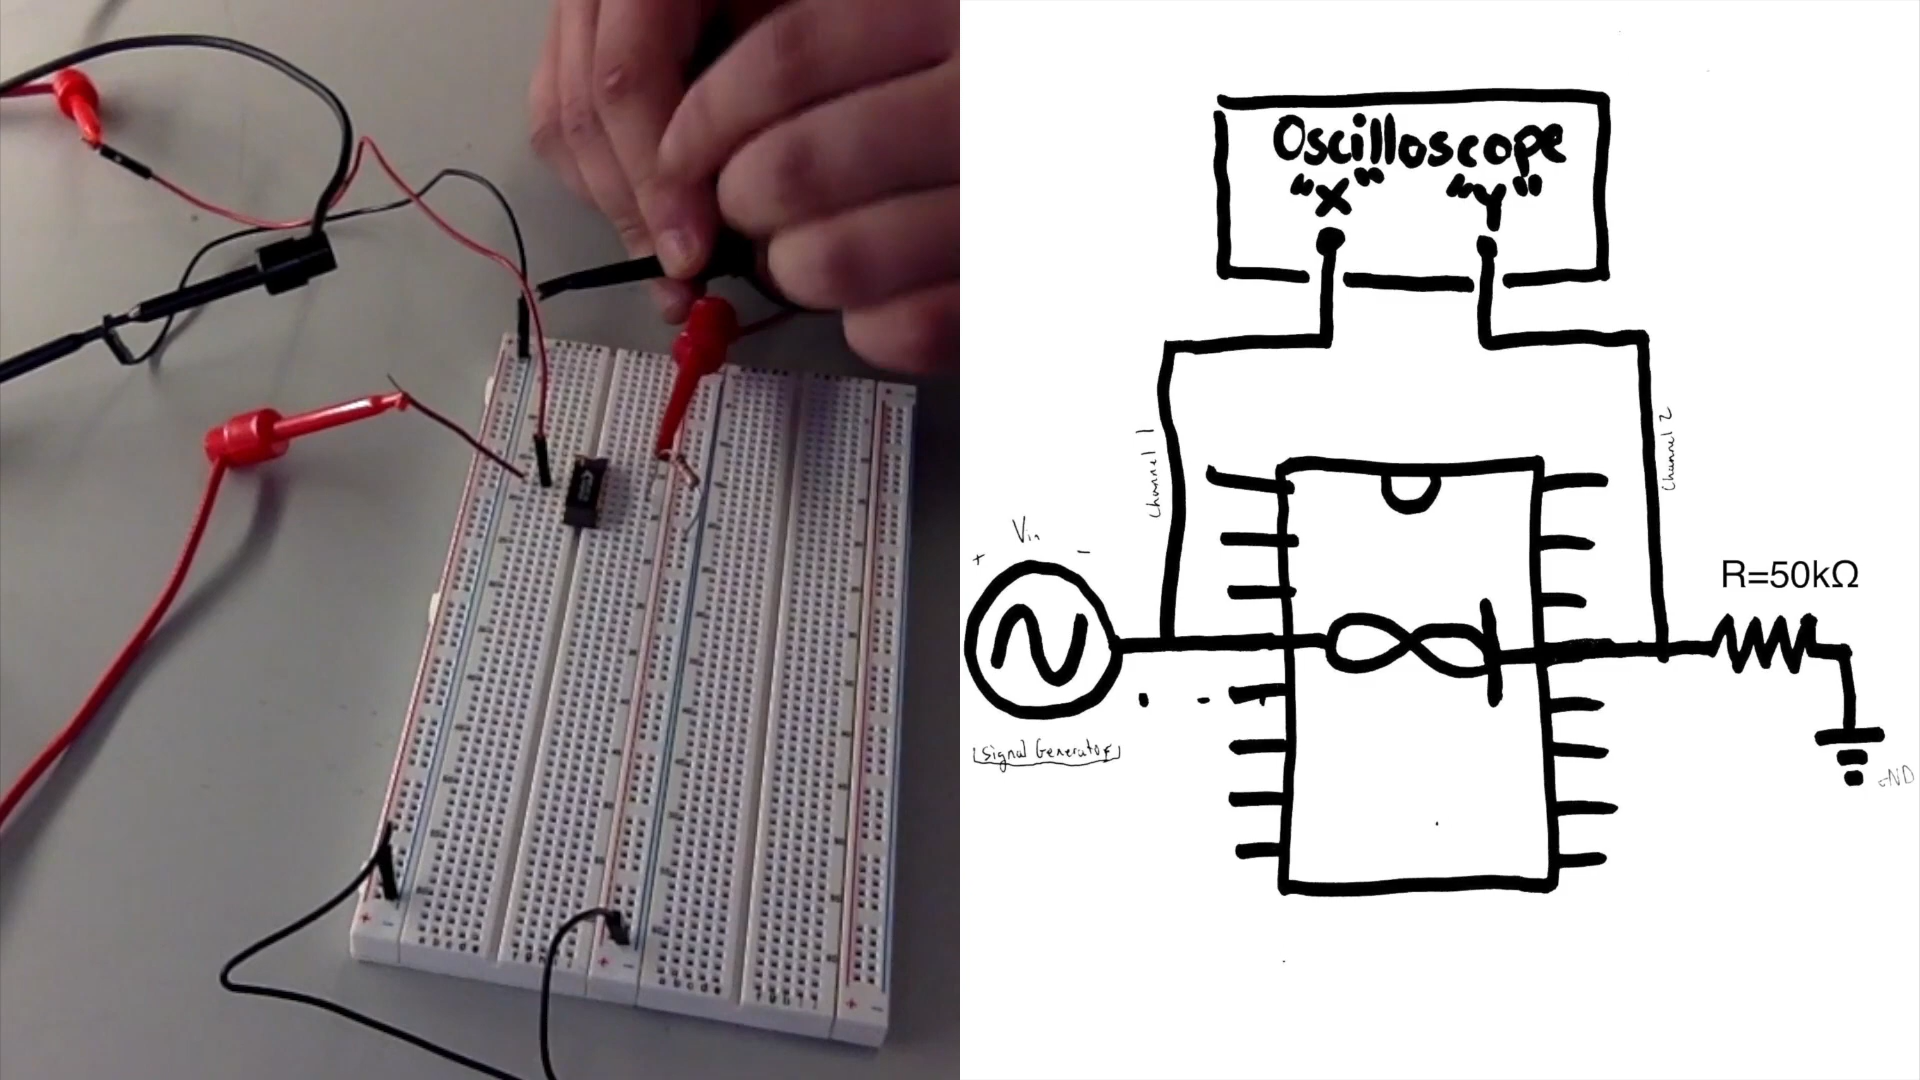 Oscilloscope
"X" "Y"
Channel 1
Channel 2
Vin
+ -
R=50kΩ
Signal Generator
GND
+ -
+ -
+ -